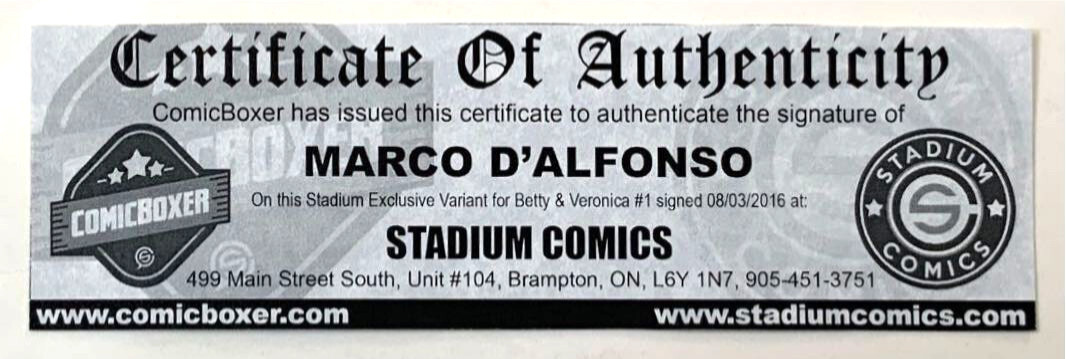 Certificate Of Authenticity
ComicBoxer has issued this certificate to authenticate the signature of
MARCO D'ALFONSO
COMICBOXER
On this Stadium Exclusive Variant for Betty & Veronica #1 signed 08/03/2016 at:
STADIUM COMICS
STADIUM COMICS
499 Main Street South, Unit #104, Brampton, ON, L6Y 1N7, 905-451-3751
www.comicboxer.com
www.stadiumcomics.com